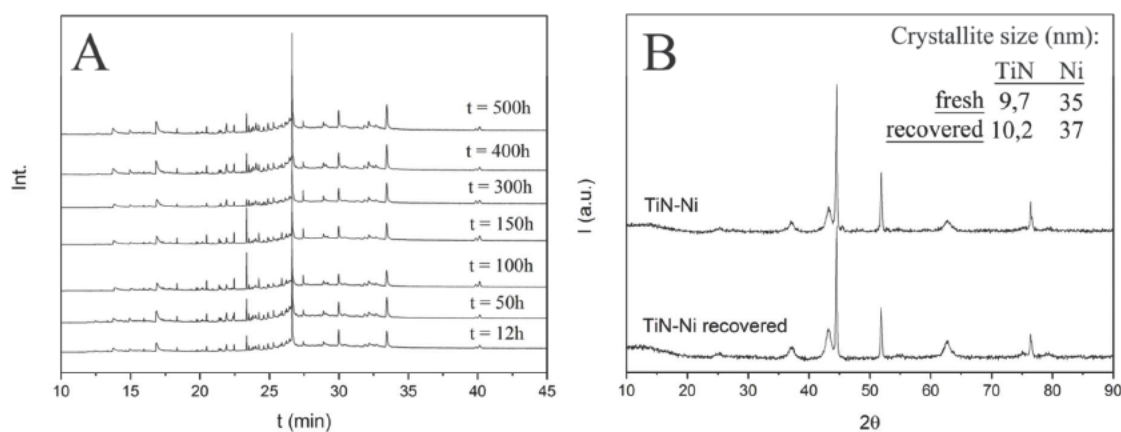 A
t = 500h
t = 400h
t = 300h
t = 150h
t = 100h
t = 50h
t = 12h
Int.
10 15 20 25 30 35 40 45
t (min)
B
Crystallite size (nm):
TiN Ni
fresh 9,7 35
recovered 10,2 37
TiN-Ni
TiN-Ni recovered
I (a.u.)
10 20 30 40 50 60 70 80 90
2θ